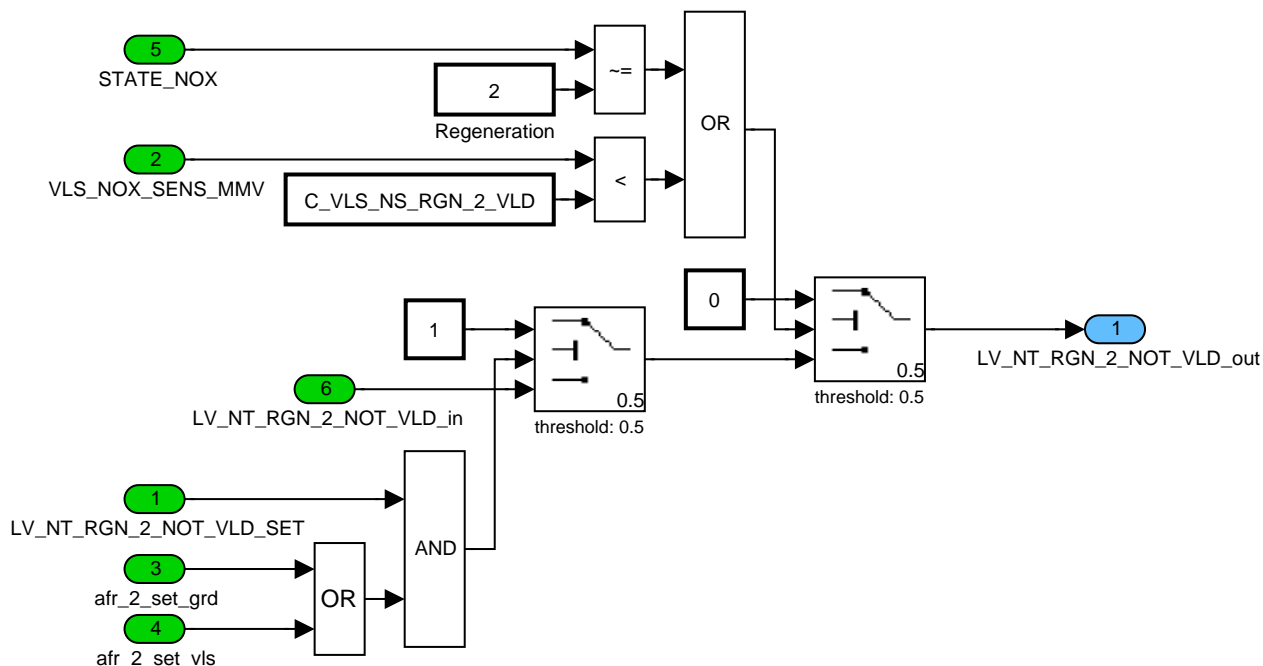 5
STATE_NOX
2
Regeneration
~=
OR
2
VLS_NOX_SENS_MMV
C_VLS_NS_RGN_2_VLD
<
0
1
0.5
threshold: 0.5
1
LV_NT_RGN_2_NOT_VLD_out
6
LV_NT_RGN_2_NOT_VLD_in
0.5
threshold: 0.5
1
LV_NT_RGN_2_NOT_VLD_SET
AND
3
afr_2_set_grd
OR
4
afr_2_set_vls